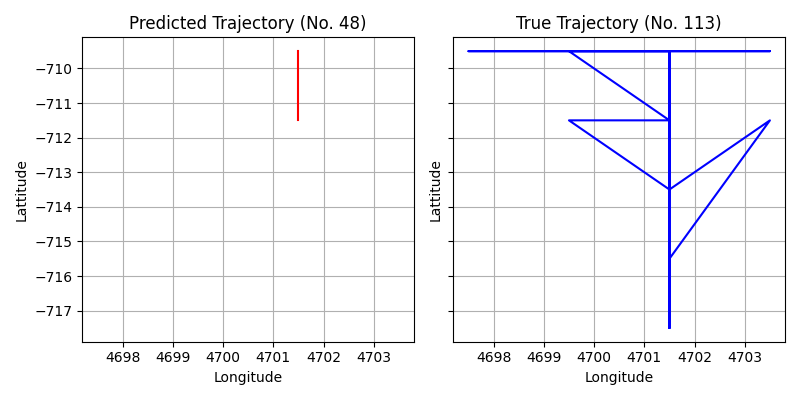 Predicted Trajectory (No. 48)
True Trajectory (No. 113)
Lattitude
−710
−711
−712
−713
−714
−715
−716
−717
4698 4699 4700 4701 4702 4703
Longitude
Lattitude
4698 4699 4700 4701 4702 4703
Longitude